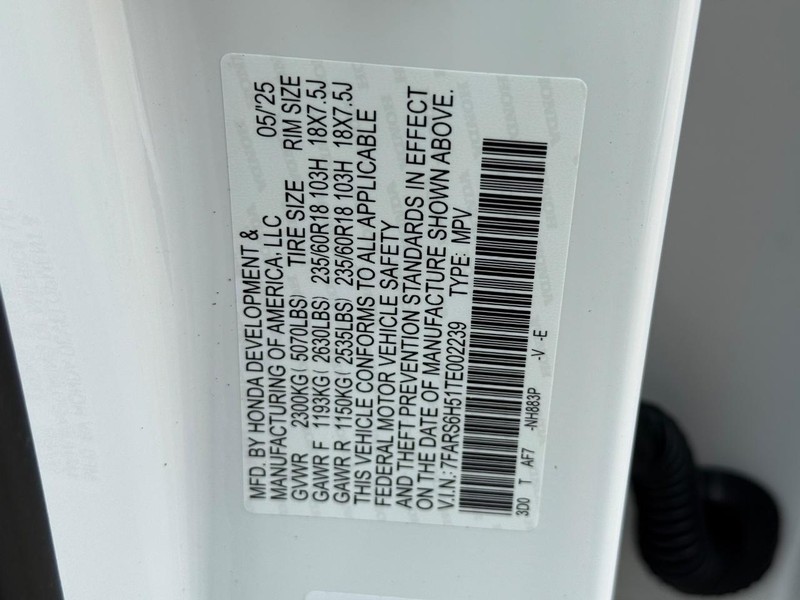 MFD. BY HONDA DEVELOPMENT &
MANUFACTURING OF AMERICA, LLC 05/'25
GVWR 2300KG( 5070LBS) TIRE SIZE RIM SIZE
GAWR F 1193KG( 2630LBS) 235/60R18 103H 18X7.5J
GAWR R 1150KG( 2535LBS) 235/60R18 103H 18X7.5J
THIS VEHICLE CONFORMS TO ALL APPLICABLE
FEDERAL MOTOR VEHICLE SAFETY
AND THEFT PREVENTION STANDARDS IN EFFECT
ON THE DATE OF MANUFACTURE SHOWN ABOVE.
V.I.N.:7FARS6H51TE002239 TYPE: MPV
3D0 T AF7 -NH883P -V -E